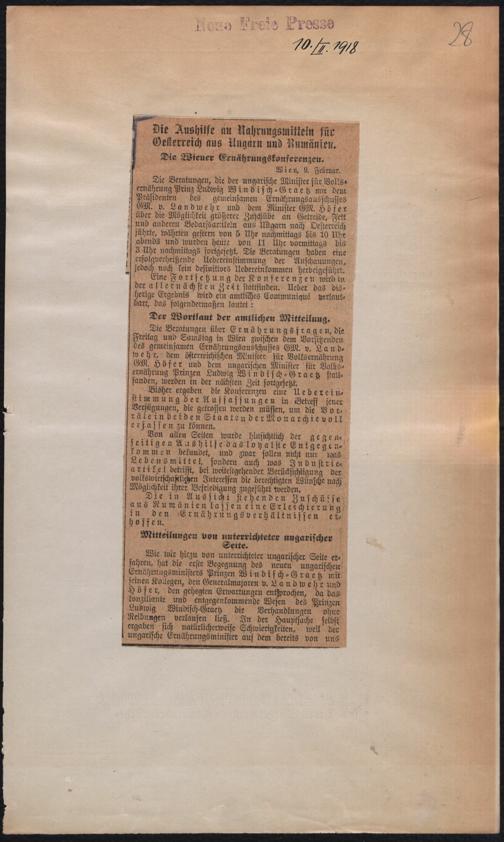 Neue Freie Presse
10./II. 1918
28
Die Aushilfe an Nahrungsmitteln für
Oesterreich aus Ungarn und Rumänien.
Die Wiener Ernährungskonferenzen.
Wien, 9. Februar.
Die Beratungen, die der ungarische Minister für Volks-
ernährung Prinz Ludwig Windisch-Graetz mit dem
Präsidenten des gemeinsamen Ernährungsausschusses
GM. v. Landwehr und dem Minister GM. Höfer
über die Möglichkeit größerer Zuschübe an Getreide, Fett
und anderen Bedarfsartikeln aus Ungarn nach Oesterreich
führte, währten gestern von 5 Uhr nachmittags bis 10 Uhr
abends und wurden heute von 11 Uhr vormittags bis
3 Uhr nachmittags fortgesetzt. Die Beratungen haben eine
erfolgverheißende Uebereinstimmung der Anschauungen,
jedoch noch kein definitives Uebereinkommen herbeigeführt.
Eine Fortsetzung der Konferenzen wird in
der allernächsten Zeit stattfinden. Ueber das bis-
herige Ergebnis wird ein amtliches Communiqué verlaut-
bart, das folgendermaßen lautet:
Der Wortlaut der amtlichen Mitteilung.
Die Beratungen über Ernährungsfragen, die
Freitag und Samstag in Wien zwischen dem Vorsitzenden
des gemeinsamen Ernährungsausschusses GM. v. Land-
wehr, dem österreichischen Minister für Volksernährung
GM. Höfer und dem ungarischen Minister für Volks-
ernährung Prinzen Ludwig Windisch-Graetz statt-
fanden, werden in der nächsten Zeit fortgesetzt.
Bisher ergaben die Konferenzen eine Ueberein-
stimmung der Auffassungen in Betreff jener
Verfügungen, die getroffen werden müssen, um die Vor-
räte in beiden Staaten der Monarchie voll
erfassen zu können.
Von allen Seiten wurde hinsichtlich der gegen-
seitigen Aushilfe das loyalste Entgegen-
kommen bekundet, und zwar sollen nicht nur was
Lebensmittel, sondern auch was Industrie-
artikel betrifft, bei weitestgehender Berücksichtigung der
volkswirtschaftlichen Interessen die berechtigten Wünsche nach
Möglichkeit ihrer Befriedigung zugeführt werden.
Die in Aussicht stehenden Zuschübe
aus Rumänien lassen eine Erleichterung
in den Ernährungsverhältnissen er-
hoffen.
Mitteilungen von unterrichteter ungarischer
Seite.
Wie wir hiezu von unterrichteter ungarischer Seite er-
fahren, hat die erste Begegnung des neuen ungarischen
Ernährungsministers Prinzen Windisch-Graetz mit
seinen Kollegen, den Generalmajoren v. Landwehr und
Höfer, den gehegten Erwartungen entsprochen, da das
konziliante und entgegenkommende Wesen des Prinzen
Ludwig Windisch-Graetz die Verhandlungen ohne
Reibungen verlaufen ließ. In der Hauptsache selbst
ergaben sich natürlicherweise Schwierigkeiten, weil der
ungarische Ernährungsminister auf dem bereits von uns